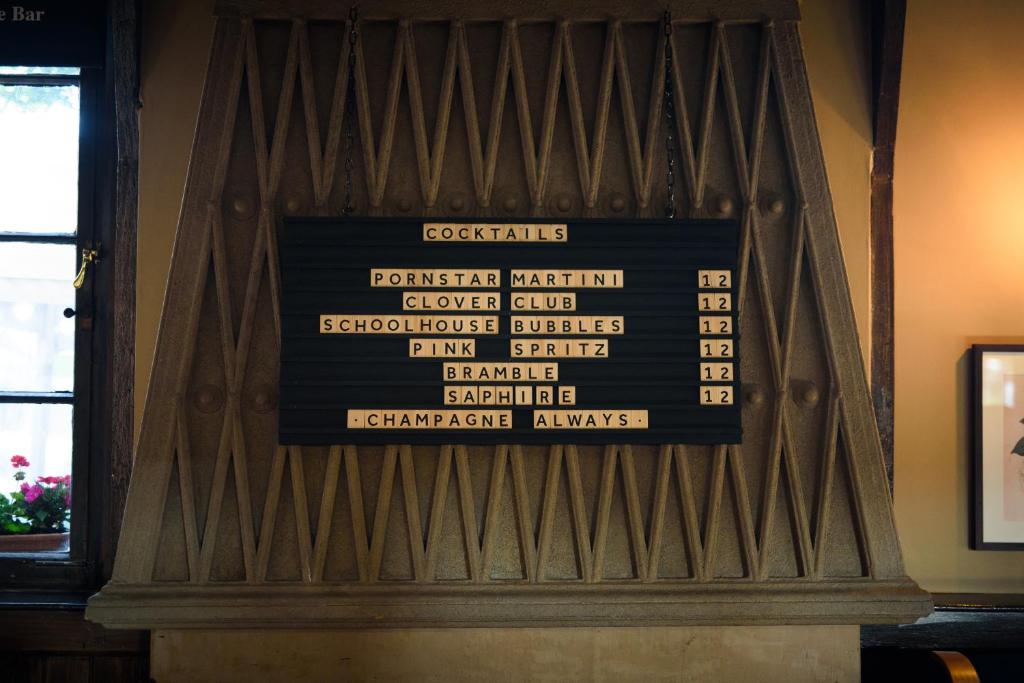 e Bar
COCKTAILS
PORNSTAR MARTINI 12
CLOVER CLUB 12
SCHOOLHOUSE BUBBLES 12
PINK SPRITZ 12
BRAMBLE 12
SAPHIRE 12
·CHAMPAGNE ALWAYS·